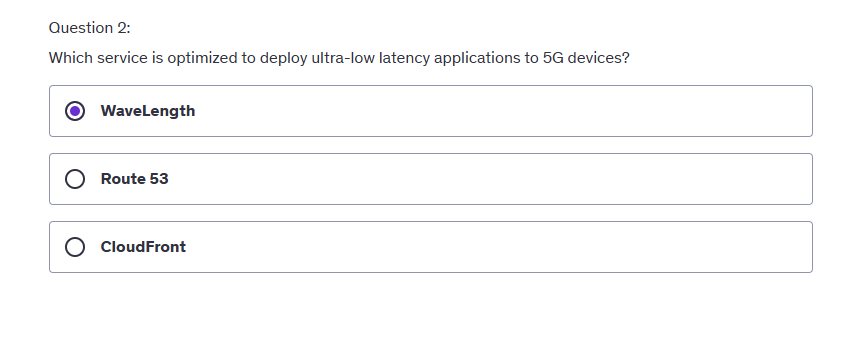 Question 2:
Which service is optimized to deploy ultra-low latency applications to 5G devices?
WaveLength
Route 53
CloudFront